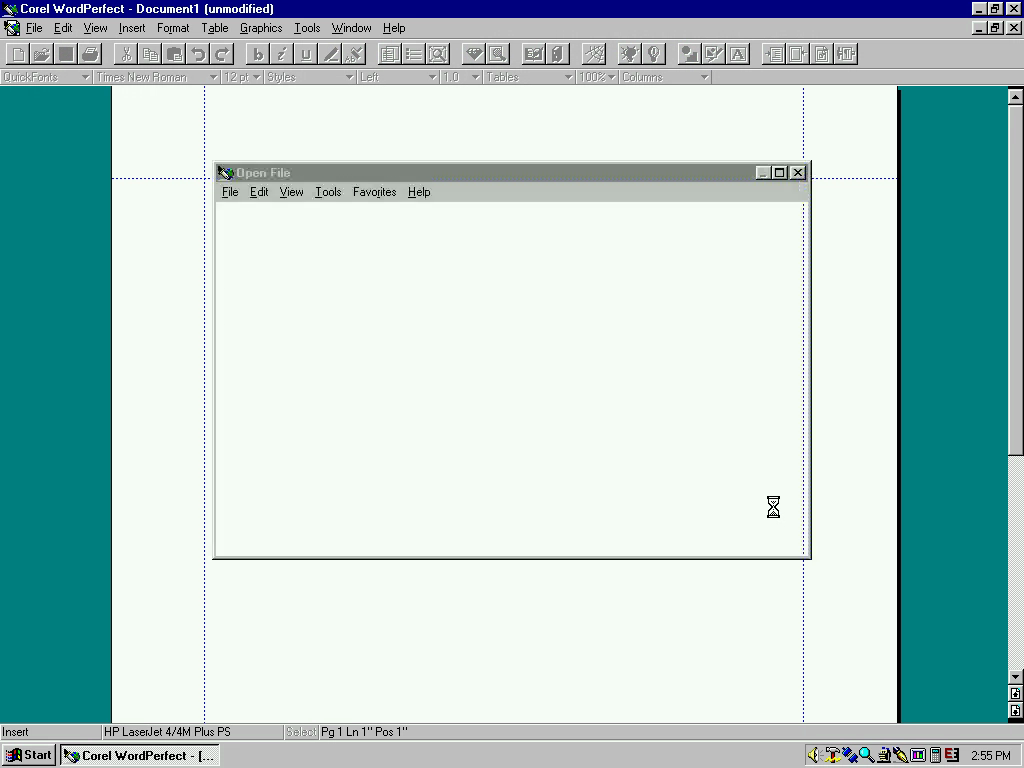 Corel WordPerfect - Document1 (unmodified)
File Edit View Insert Format Table Graphics Tools Window Help
b i u ABC A
QuickFonts Times New Roman 12 pt Styles Left 1.0 Tables 100% Columns
Open File
File Edit View Tools Favorites Help
Insert HP LaserJet 4/4M Plus PS Select Pg 1 Ln 1" Pos 1"
Start Corel WordPerfect - [... 2:55 PM